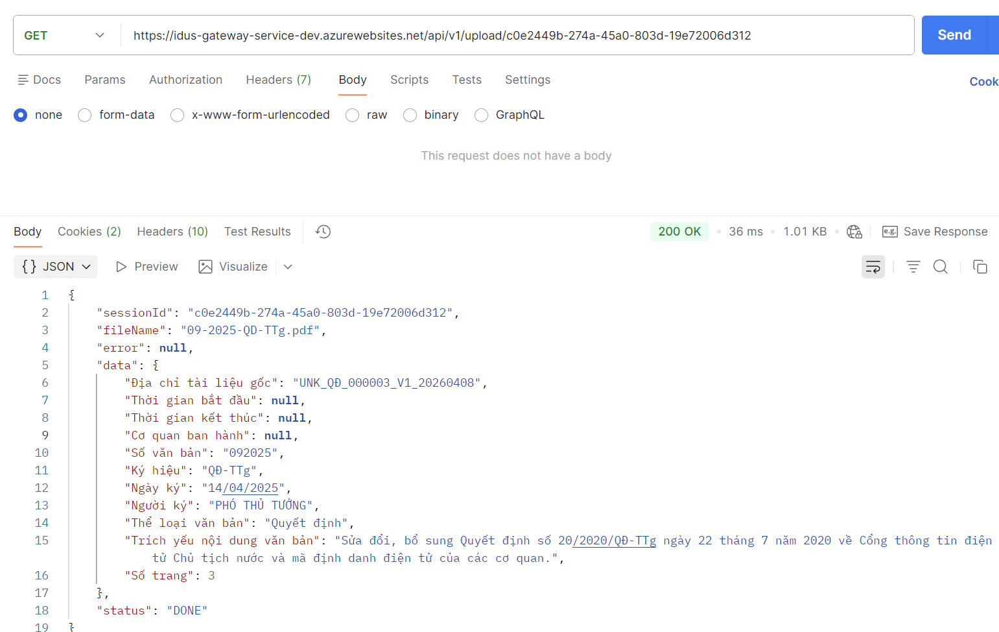 GET https://idus-gateway-service-dev.azurewebsites.net/api/v1/upload/c0e2449b-274a-45a0-803d-19e72006d312 Send
Docs Params Authorization Headers (7) Body Scripts Tests Settings Cook
none form-data x-www-form-urlencoded raw binary GraphQL
This request does not have a body
Body Cookies (2) Headers (10) Test Results 200 OK 36 ms 1.01 KB e.g. Save Response
{} JSON Preview Visualize
1 {
2 "sessionId": "c0e2449b-274a-45a0-803d-19e72006d312",
3 "fileName": "09-2025-QD-TTg.pdf",
4 "error": null,
5 "data": {
6 "Địa chỉ tài liệu gốc": "UNK_QĐ_000003_V1_20260408",
7 "Thời gian bắt đầu": null,
8 "Thời gian kết thúc": null,
9 "Cơ quan ban hành": null,
10 "Số văn bản": "092025",
11 "Ký hiệu": "QĐ-TTg",
12 "Ngày ký": "14/04/2025",
13 "Người ký": "PHÓ THỦ TƯỚNG",
14 "Thể loại văn bản": "Quyết định",
15 "Trích yếu nội dung văn bản": "Sửa đổi, bổ sung Quyết định số 20/2020/QĐ-TTg ngày 22 tháng 7 năm 2020 về Cổng thông tin điện
tử Chủ tịch nước và mã định danh điện tử của các cơ quan.",
16 "Số trang": 3
17 },
18 "status": "DONE"
19 }